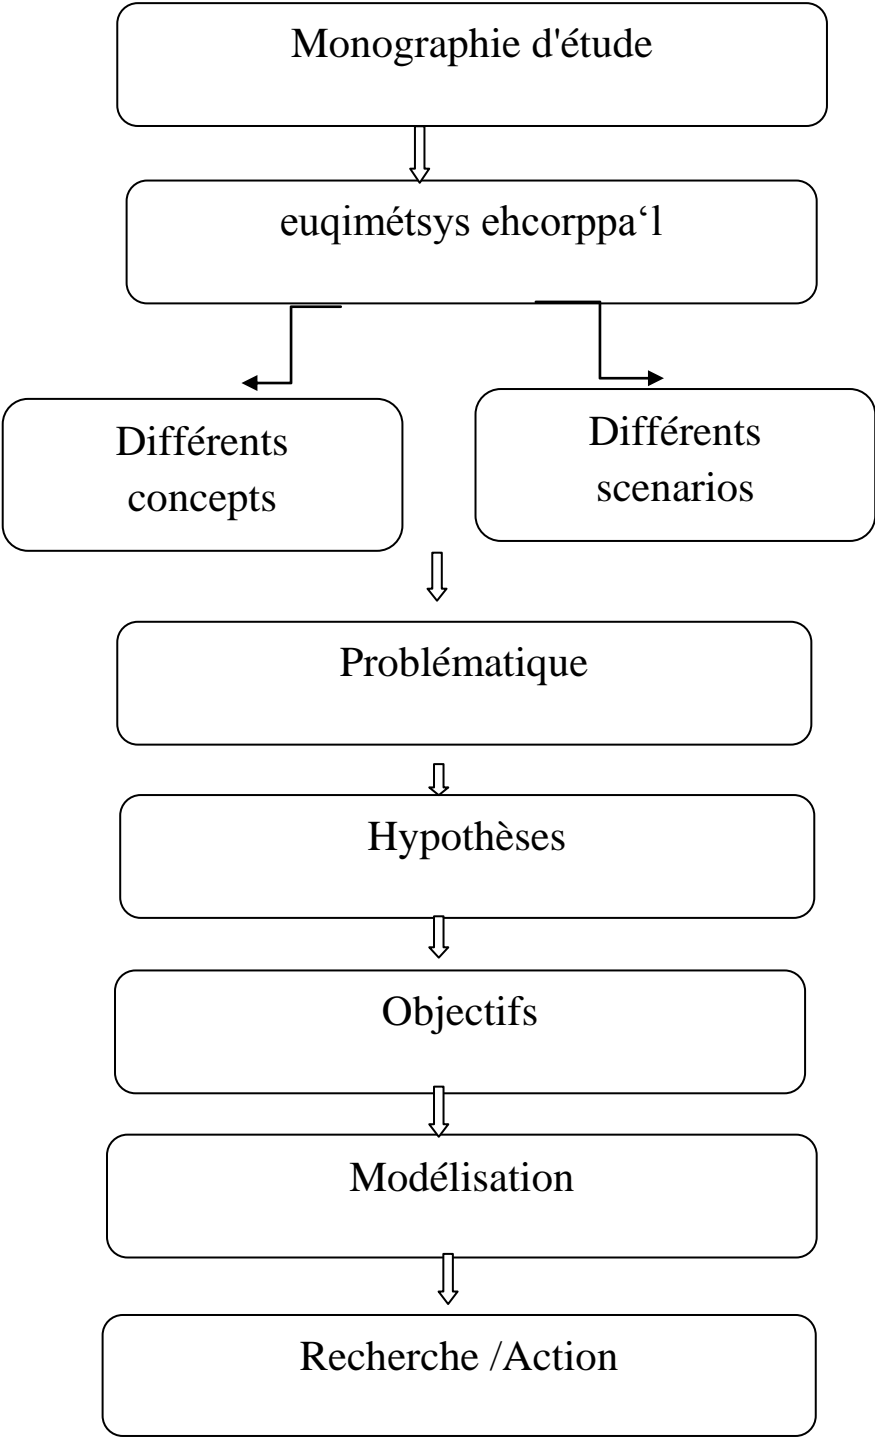 Monographie d'étude
euqimétsys ehcorppa‘l
Différents
concepts
Différents
scenarios
Problématique
Hypothèses
Objectifs
Modélisation
Recherche /Action